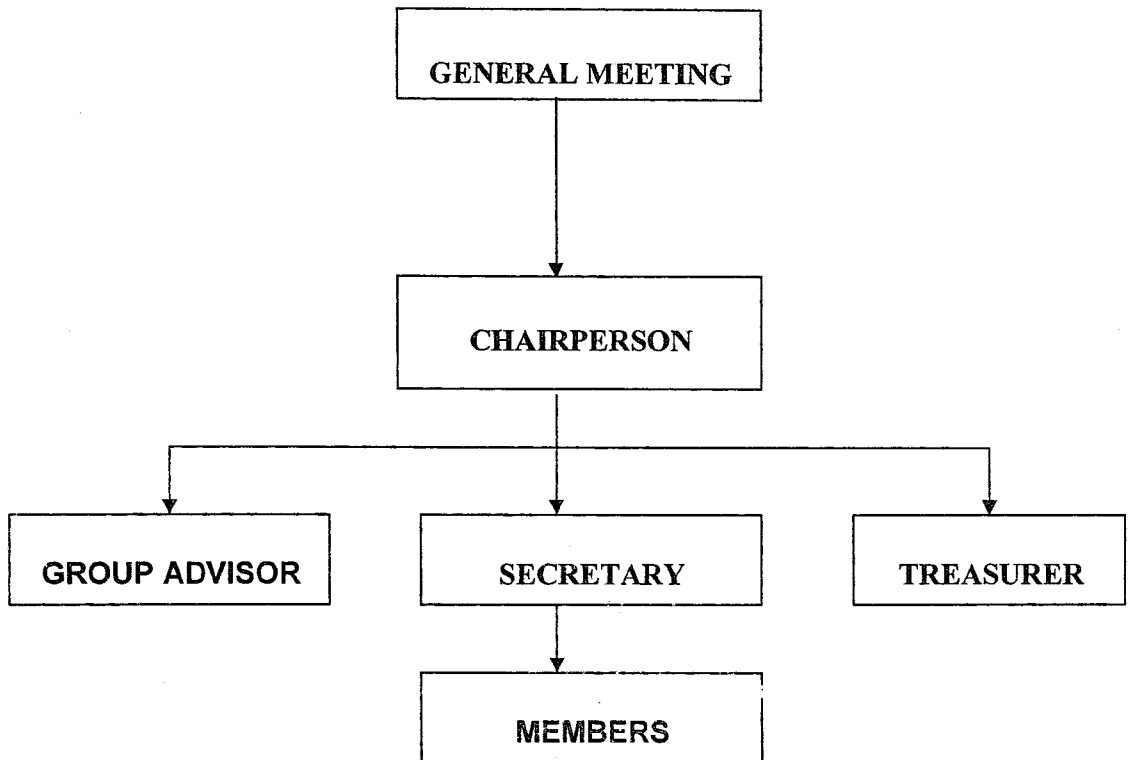 GENERAL MEETING
CHAIRPERSON
GROUP ADVISOR
SECRETARY
TREASURER
MEMBERS